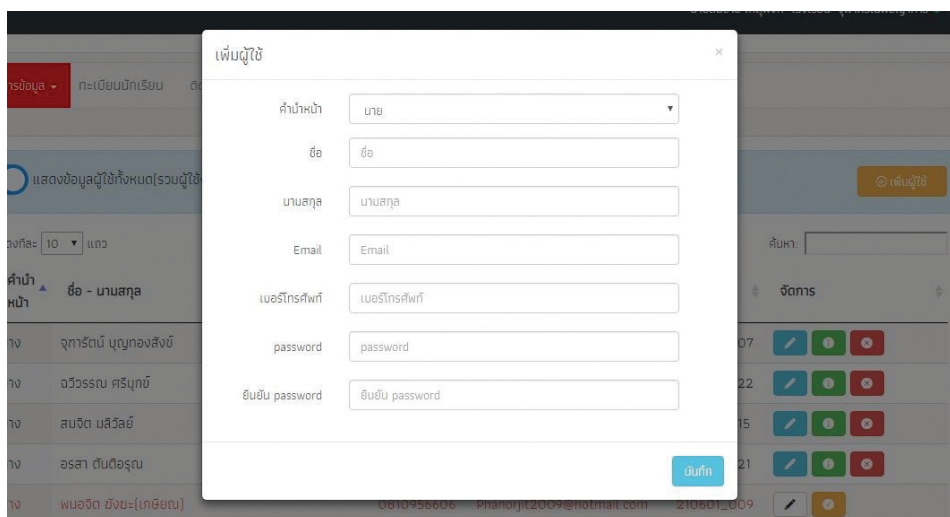 เพิ่มผู้ใช้ ×
ทะเบียนนักเรียน
คำนำหน้า นาย
ชื่อ ชื่อ
แสดงข้อมูลผู้ใช้ทั้งหมด(รวมผู้ใช้
เพิ่มผู้ใช้
นามสกุล นามสกุล
10 แถว
ค้นหา:
Email Email
คำนำหน้า ชื่อ - นามสกุล จัดการ
เบอร์โทรศัพท์ เบอร์โทรศัพท์
จุฑารัตน์ บุญทองสังข์ 07
password password
ฉวีวรรณ ศรีมุกข์ 22
ยืนยัน password ยืนยัน password
สมจิต มลิวัลย์ 15
อรสา ตันติอรุณ 21
บันทึก
พนอจิต ยังยะ(เกษียณ) 0810956606 Phanorjit2009@hotmail.com 210601_009